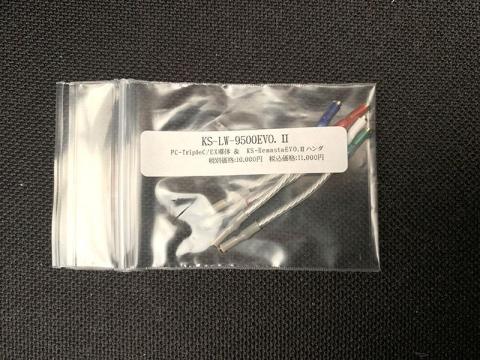 KS-LW-9500EVO.Ⅱ
PC-TripleC/EX導体 & KS-RemastaEVO.Ⅱハンダ
税別価格:10,000円 税込価格:11,000円